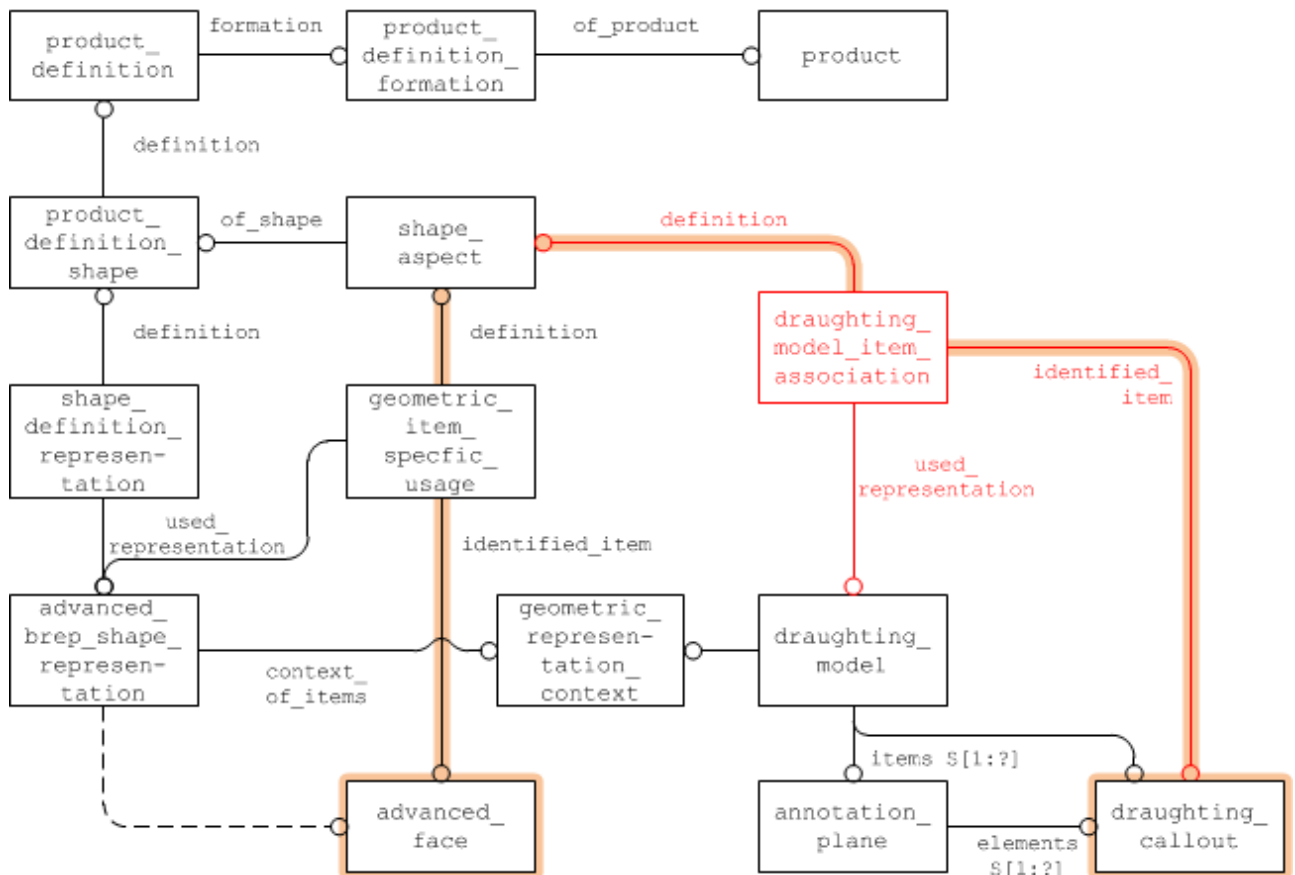 formation
of_product
product_
definition
product_
definition_
formation
product
definition
product_
definition_
shape
of_shape
shape_
aspect
definition
definition
definition
draughting_
model_item_
association
identified_
item
shape_
definition_
represen-
tation
geometric_
item_
specfic_
usage
used_
representation
used_
representation
identified_item
advanced_
brep_shape_
represen-
tation
context_
of_items
geometric_
represen-
tation_
context
draughting_
model
items S[1:?]
advanced_
face
annotation_
plane
elements
S[1:?]
draughting_
callout